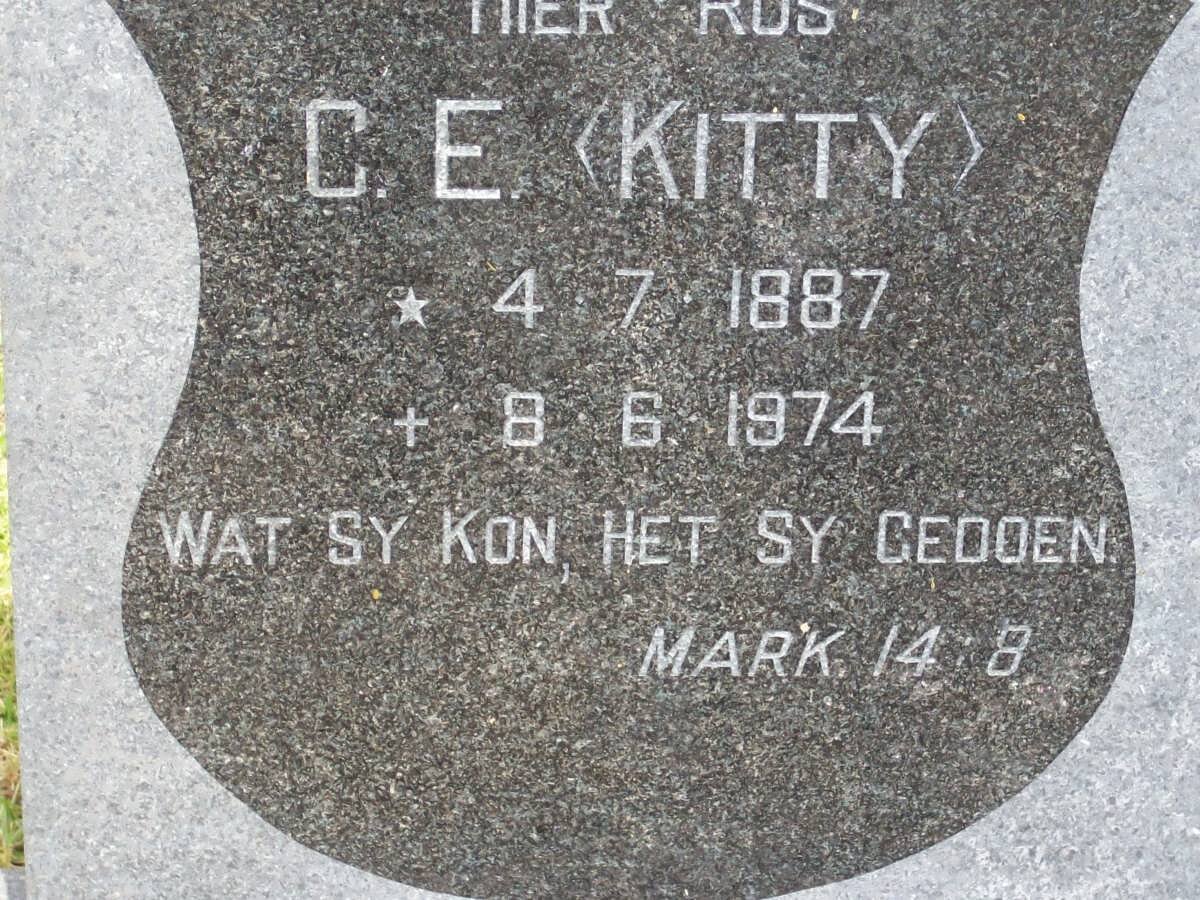 HIER RUS
C. E. (KITTY)
★ 4 · 7 · 1887
+ 8 6 1974
WAT SY KON, HET SY GEDOEN.
MARK. 14 : 8